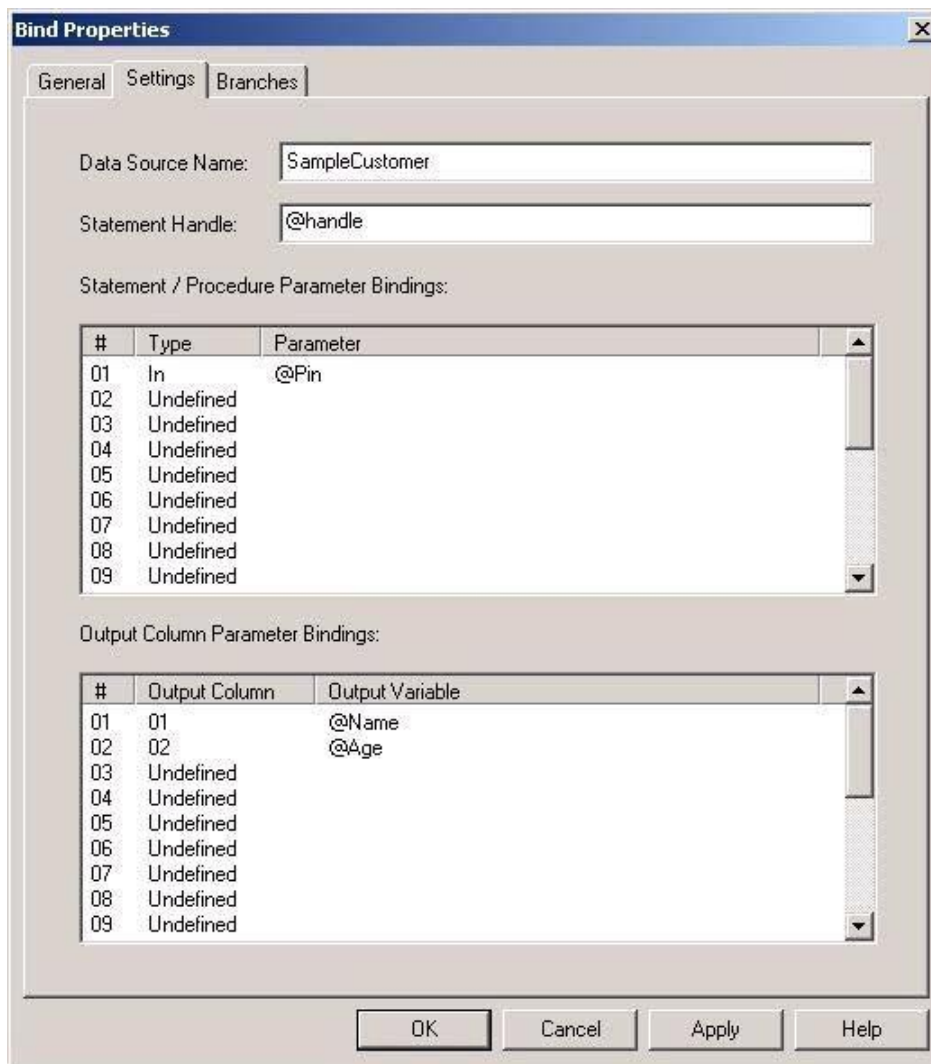 Bind Properties
General Settings Branches
Data Source Name: SampleCustomer
Statement Handle: @handle
Statement / Procedure Parameter Bindings:
# Type Parameter
01 In @Pin
02 Undefined
03 Undefined
04 Undefined
05 Undefined
06 Undefined
07 Undefined
08 Undefined
09 Undefined
Output Column Parameter Bindings:
# Output Column Output Variable
01 01 @Name
02 02 @Age
03 Undefined
04 Undefined
05 Undefined
06 Undefined
07 Undefined
08 Undefined
09 Undefined
OK Cancel Apply Help